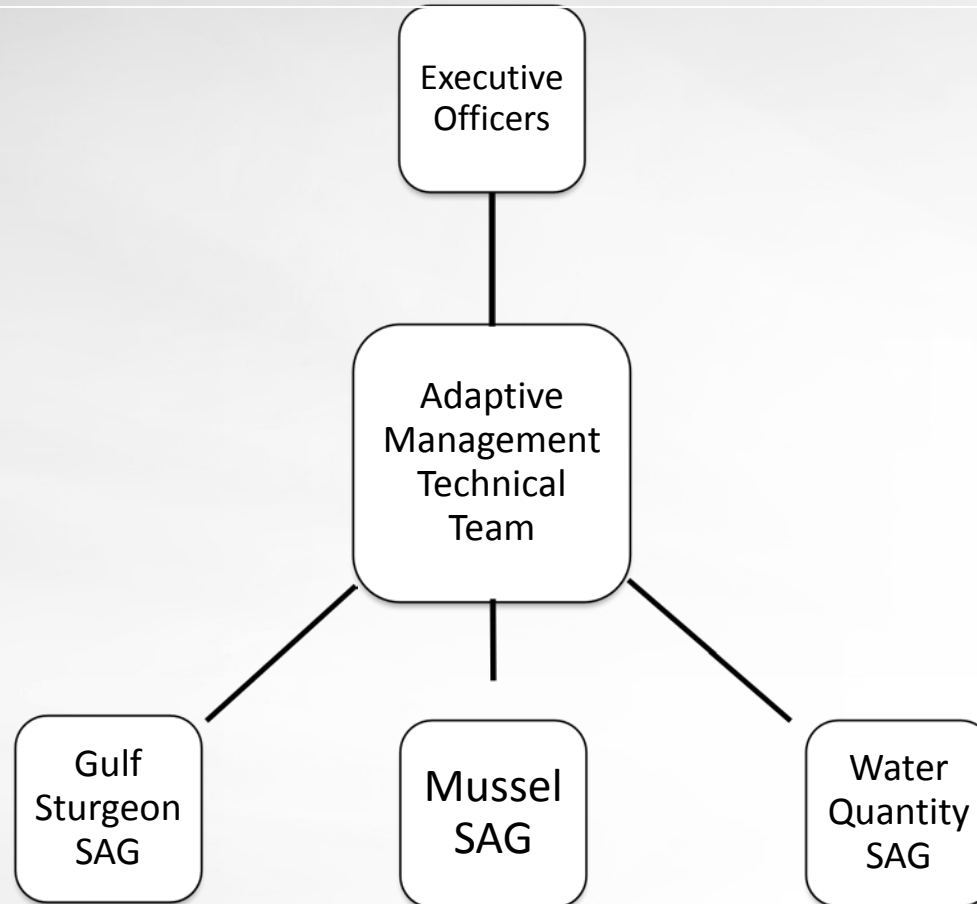 Executive
Officers
Adaptive
Management
Technical
Team
Gulf
Sturgeon
SAG
Mussel
SAG
Water
Quantity
SAG